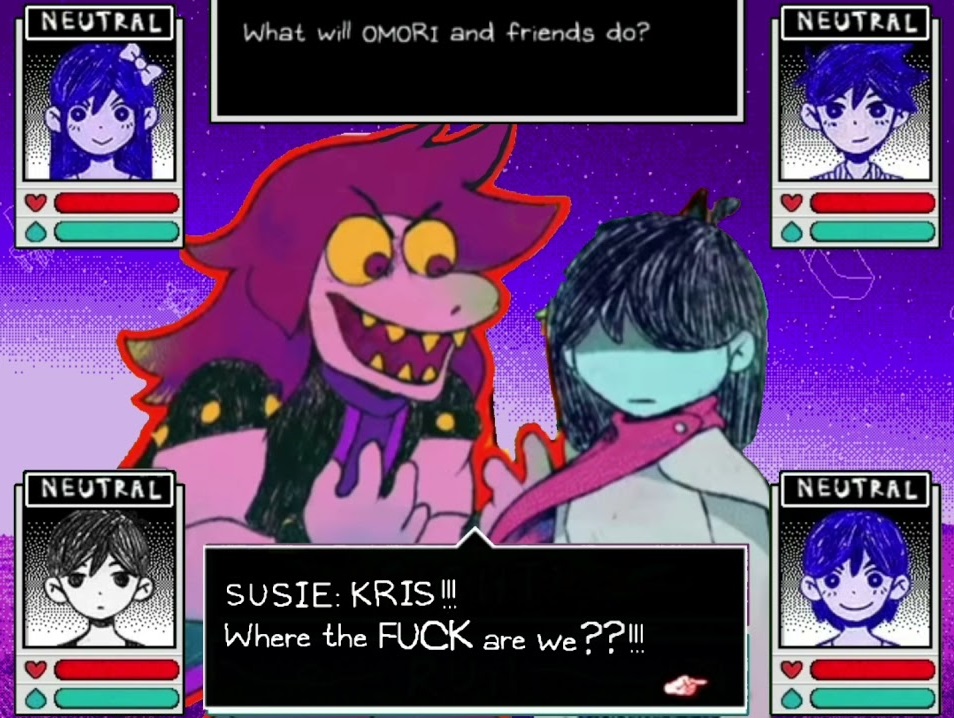 NEUTRAL
What will OMORI and friends do?
NEUTRAL
NEUTRAL
NEUTRAL
SUSIE: KRIS!!!
Where the FUCK are we??!!!